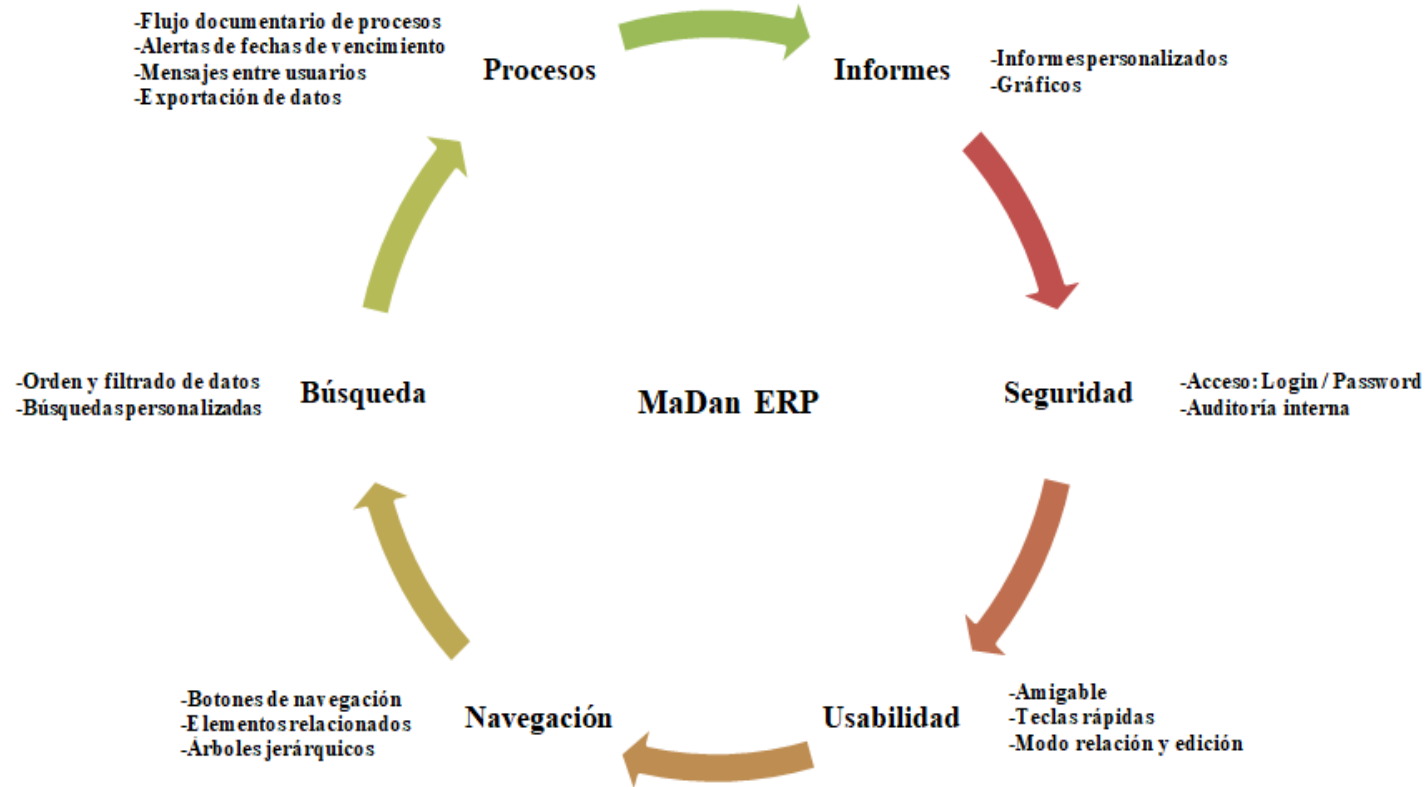 -Flujo documentario de procesos
-Alertas de fechas de vencimiento
-Mensajes entre usuarios
-Exportación de datos
Procesos
Informes
-Informes personalizados
-Gráficos
-Orden y filtrado de datos
-Búsquedas personalizadas
Búsqueda
MaDan ERP
Seguridad
-Acceso: Login / Password
-Auditoría interna
-Botones de navegación
-Elementos relacionados
-Árboles jerárquicos
Navegación
Usabilidad
-Amigable
-Teclas rápidas
-Modo relación y edición